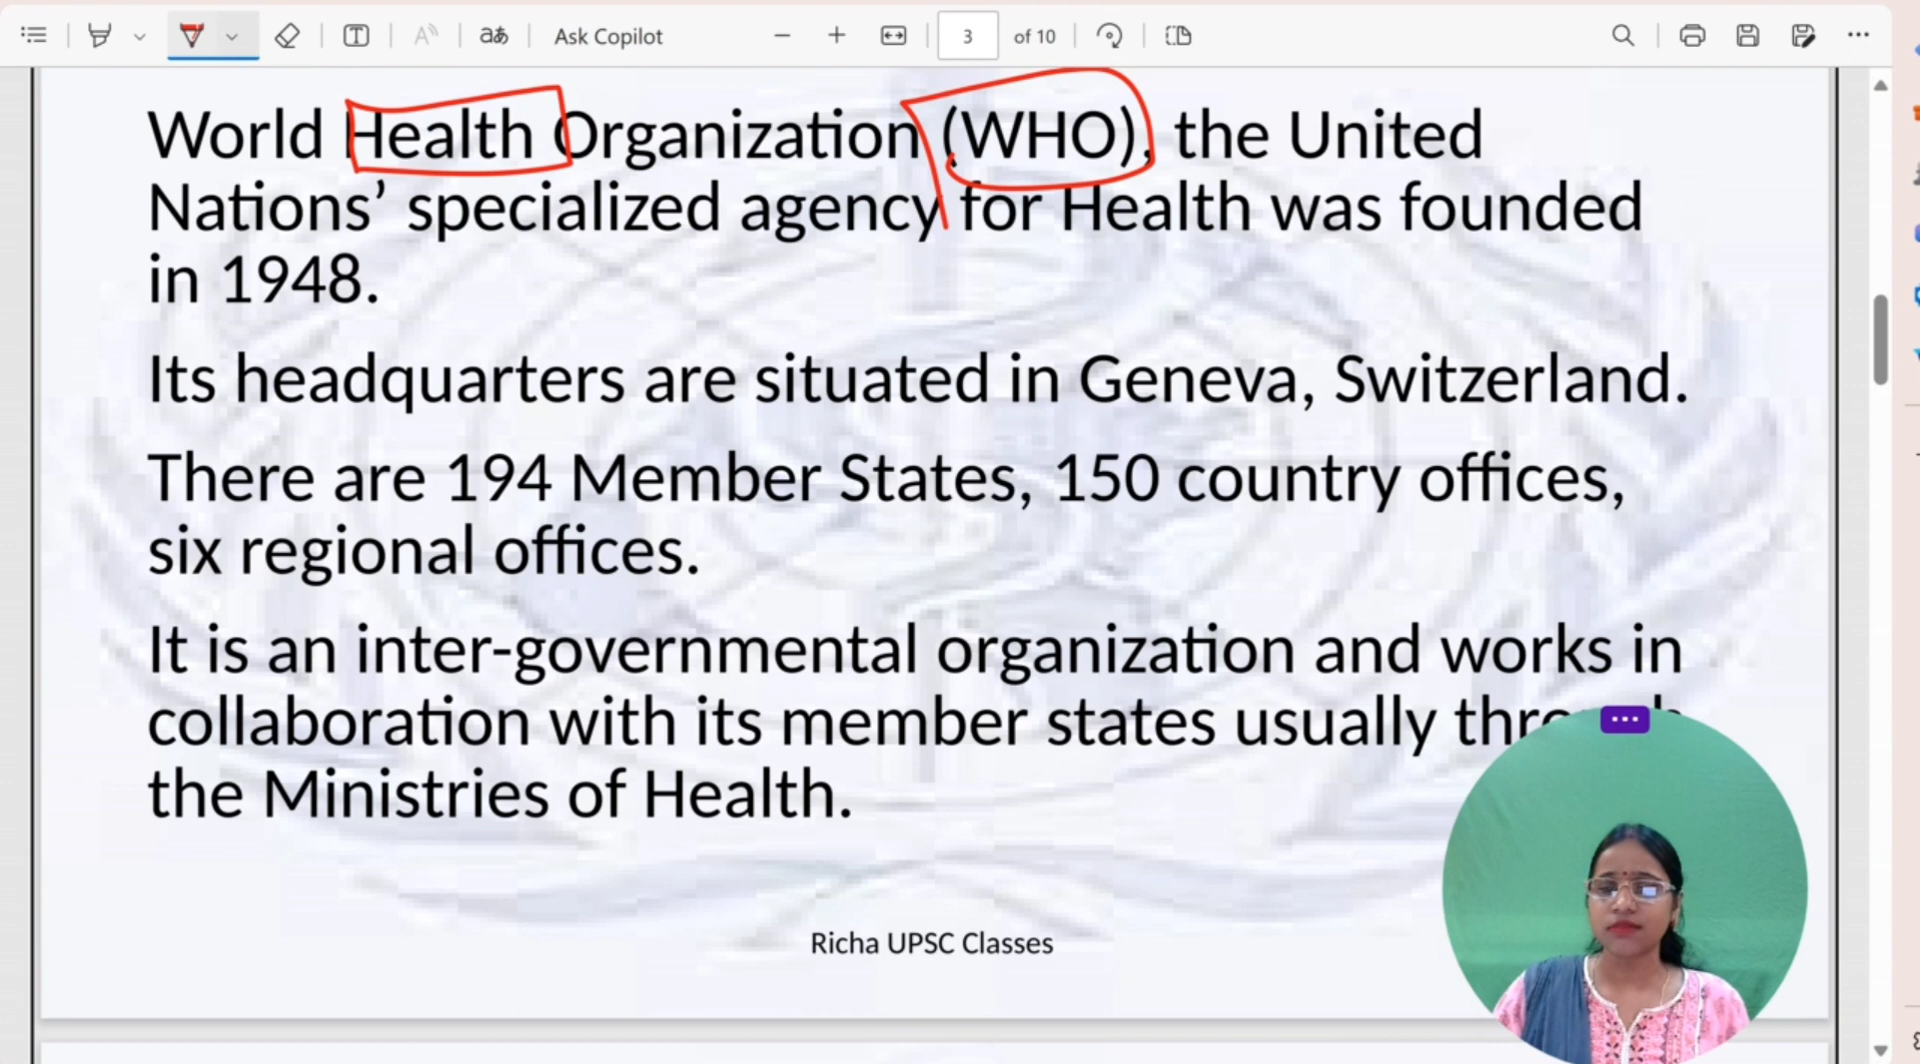 Ask Copilot
3 of 10
World Health Organization (WHO), the United
Nations’ specialized agency for Health was founded
in 1948.
Its headquarters are situated in Geneva, Switzerland.
There are 194 Member States, 150 country offices,
six regional offices.
It is an inter-governmental organization and works in
collaboration with its member states usually
the Ministries of Health.
Richa UPSC Classes